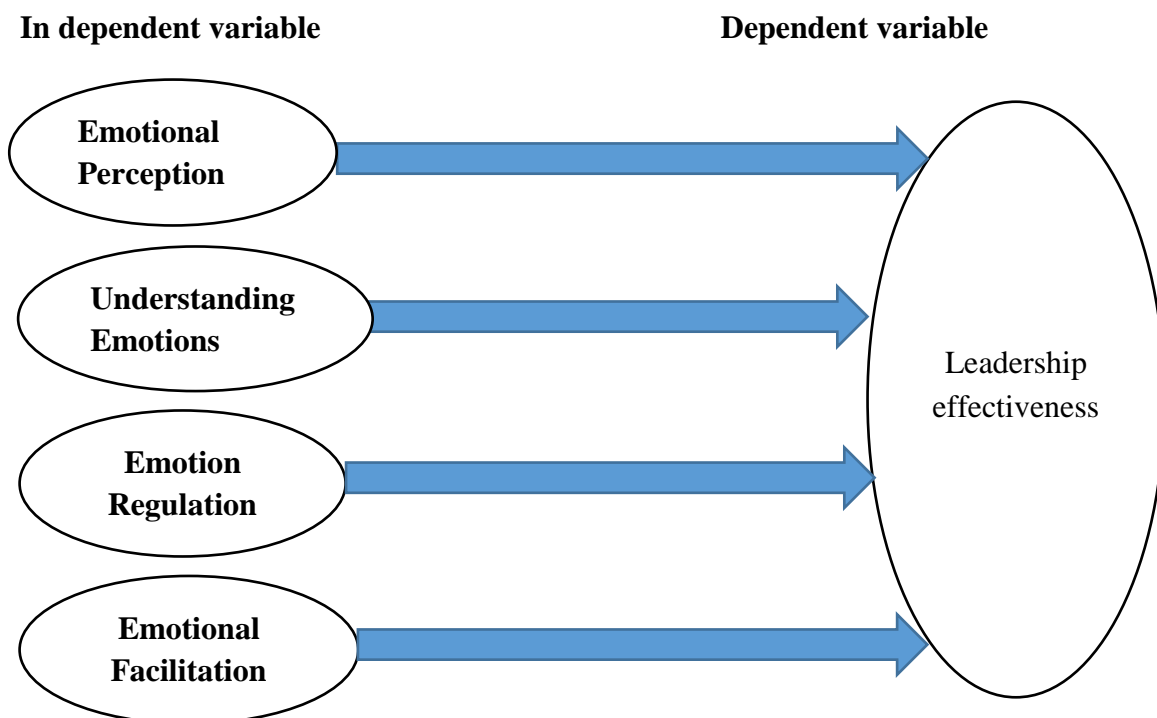 In dependent variable
Dependent variable
Emotional
Perception
Understanding
Emotions
Emotion
Regulation
Emotional
Facilitation
Leadership
effectiveness